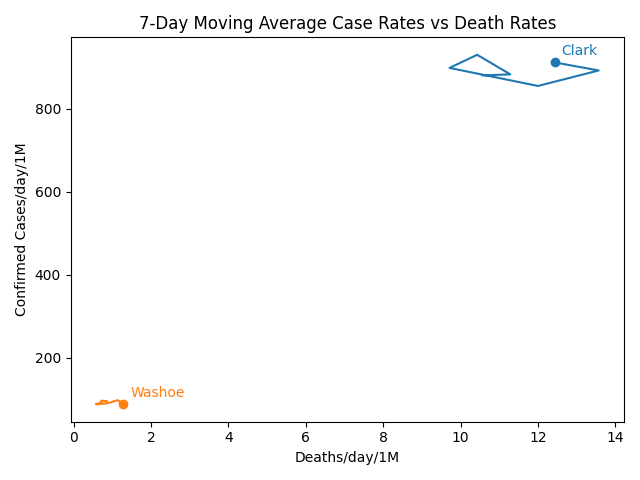 7-Day Moving Average Case Rates vs Death Rates
Clark
800
600
400
200
Confirmed Cases/day/1M
Washoe
0 2 4 6 8 10 12 14
Deaths/day/1M